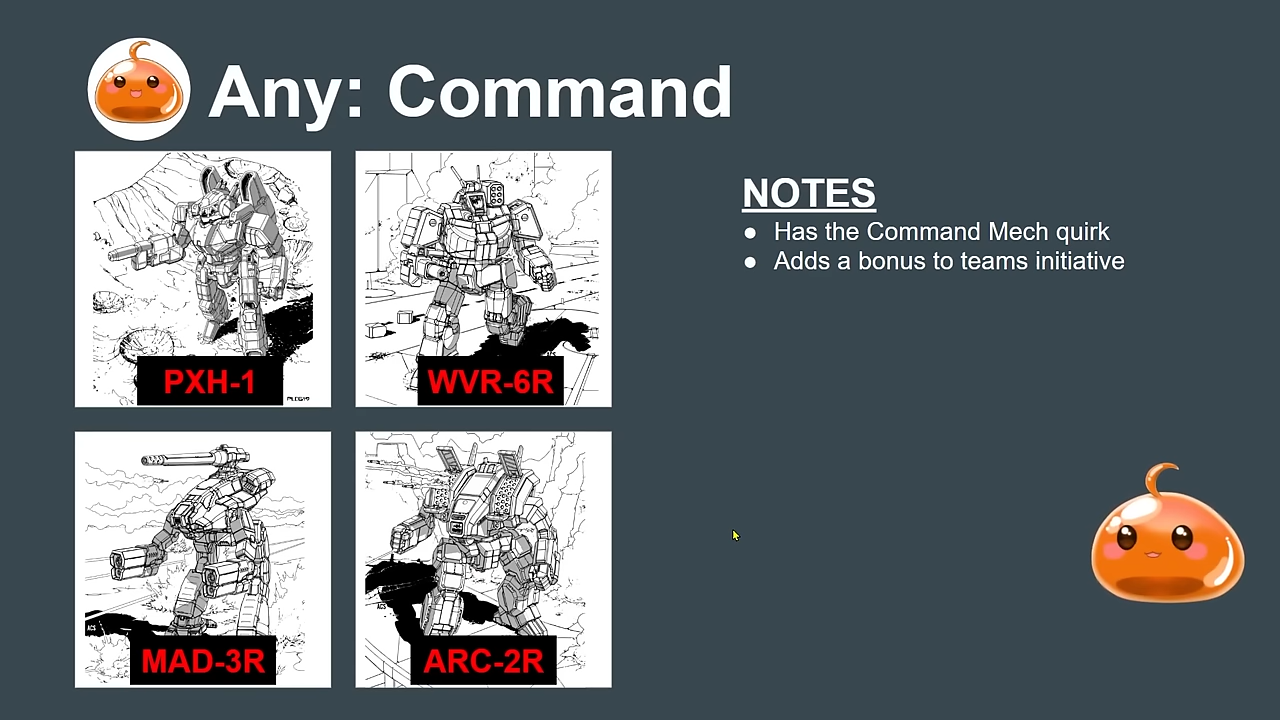 Any: Command
PXH-1
WVR-6R
MAD-3R
ARC-2R
NOTES
● Has the Command Mech quirk
● Adds a bonus to teams initiative
ACS